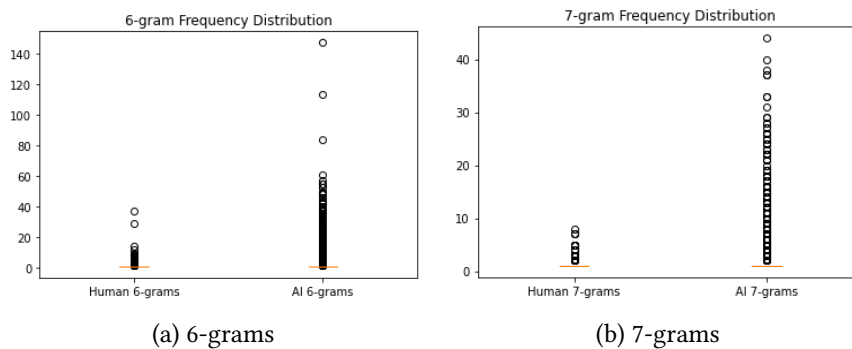 6-gram Frequency Distribution
140
120
100
80
60
40
20
0
Human 6-grams
AI 6-grams
(a) 6-grams
7-gram Frequency Distribution
40
30
20
10
0
Human 7-grams
AI 7-grams
(b) 7-grams